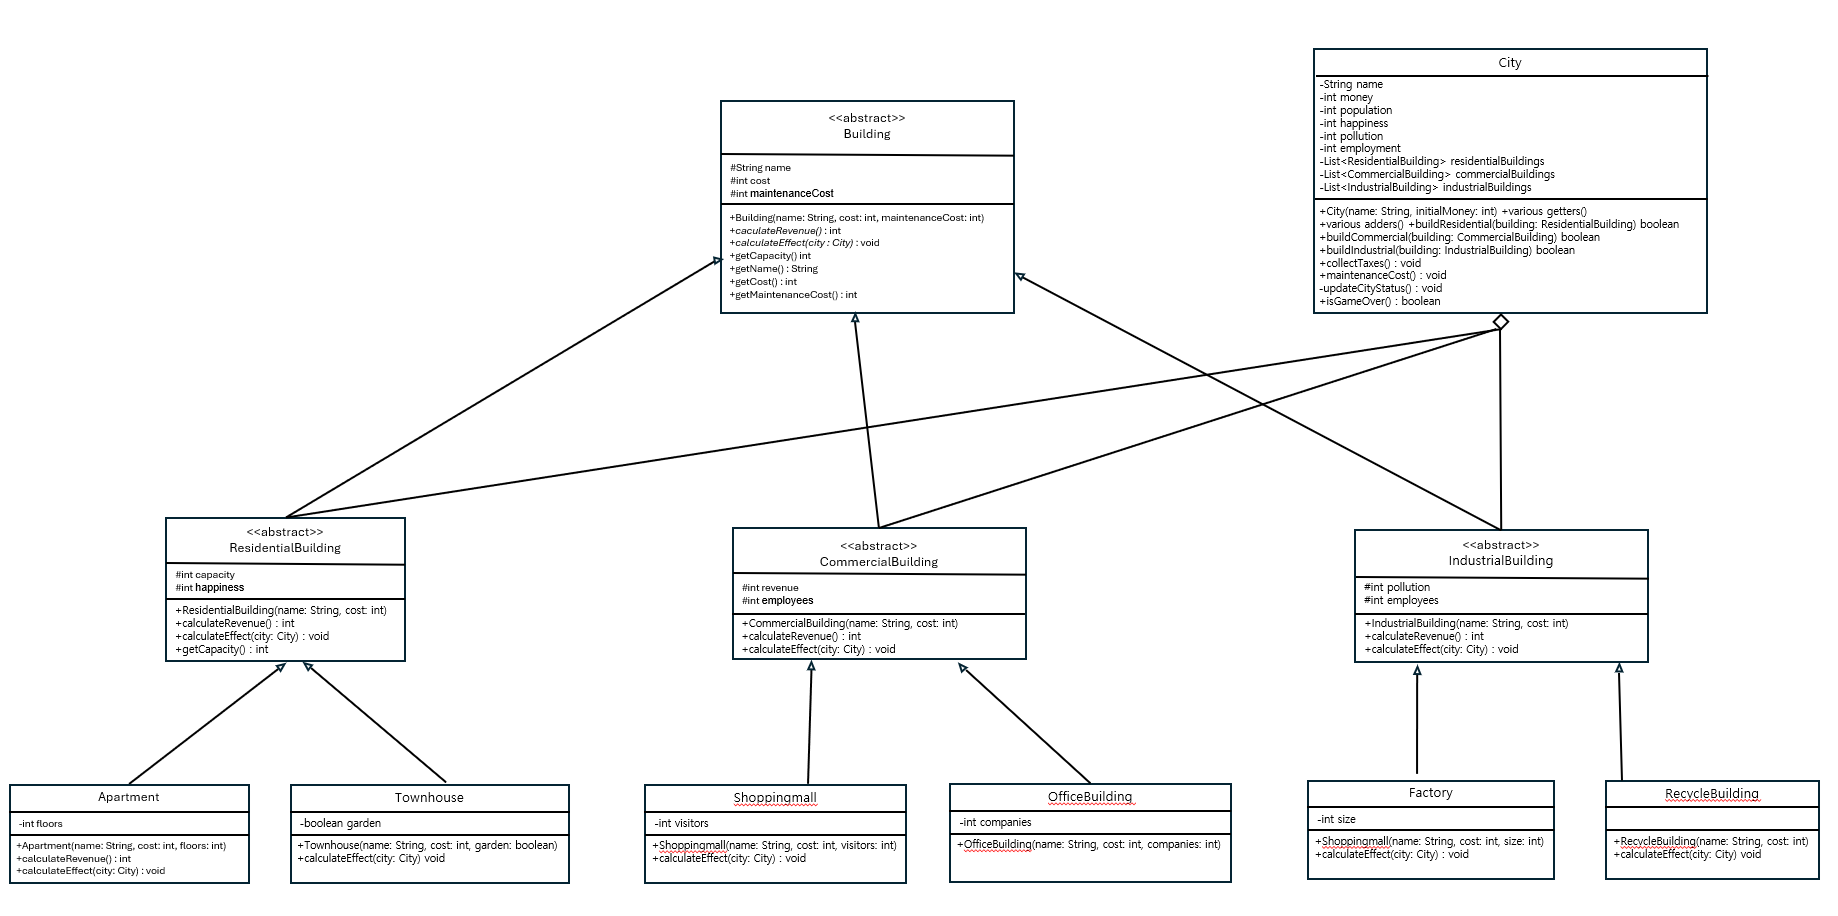 City
-String name
-int money
-int population
-int happiness
-int pollution
-int employment
-List<ResidentialBuilding> residentialBuildings
-List<CommercialBuilding> commercialBuildings
-List<IndustrialBuilding> industrialBuildings
+City(name: String, initialMoney: int) +various getters()
+various adders() +buildResidential(building: ResidentialBuilding) boolean
+buildCommercial(building: CommercialBuilding) boolean
+buildIndustrial(building: IndustrialBuilding) boolean
+collectTaxes() : void
+maintenanceCost() : void
-updateCityStatus() : void
+isGameOver() : boolean
<<abstract>>
Building
#String name
#int cost
#int maintenanceCost
+Building(name: String, cost: int, maintenanceCost: int)
+caculateRevenue() : int
+calculateEffect(city : City) : void
+getCapacity() int
+getName() : String
+getCost() : int
+getMaintenanceCost() : int
<<abstract>>
ResidentialBuilding
#int capacity
#int happiness
+ResidentialBuilding(name: String, cost: int)
+calculateRevenue() : int
+calculateEffect(city: City) : void
+getCapacity() : int
<<abstract>>
CommercialBuilding
#int revenue
#int employees
+CommercialBuilding(name: String, cost: int)
+calculateRevenue() : int
+calculateEffect(city: City) : void
<<abstract>>
IndustrialBuilding
#int pollution
#int employees
+IndustrialBuilding(name: String, cost: int)
+calculateRevenue() : int
+calculateEffect(city: City) : void
Apartment
-int floors
+Apartment(name: String, cost: int, floors: int)
+calculateRevenue() : int
+calculateEffect(city: City) : void
Townhouse
-boolean garden
+Townhouse(name: String, cost: int, garden: boolean)
+calculateEffect(city: City) void
Shoppingmall
-int visitors
+Shoppingmall(name: String, cost: int, visitors: int)
+calculateEffect(city: City) : void
OfficeBuilding
-int companies
+OfficeBuilding(name: String, cost: int, companies: int)
Factory
-int size
+Shoppingmall(name: String, cost: int, size: int)
+calculateEffect(city: City) : void
RecycleBuilding
+RecycleBuilding(name: String, cost: int)
+calculateEffect(city: City) void